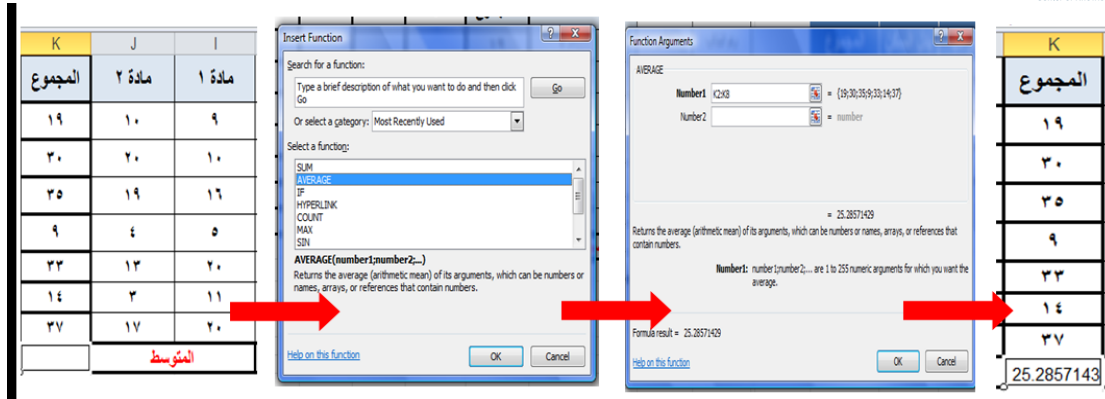 K J I
المجموع مادة ٢ مادة ١
١٩ ١٠ ٩
٣٠ ٢٠ ١٠
٣٥ ١٩ ١٦
٩ ٤ ٥
٣٣ ١٣ ٢٠
١٤ ٣ ١١
٣٧ ١٧ ٢٠
المتوسط
Insert Function
Search for a function:
Type a brief description of what you want to do and then click
Go
Go
Or select a category: Most Recently Used
Select a function:
SUM
AVERAGE
IF
HYPERLINK
COUNT
MAX
SIN
AVERAGE(number1;number2;...)
Returns the average (arithmetic mean) of its arguments, which can be numbers or
names, arrays, or references that contain numbers.
Help on this function
OK Cancel
Function Arguments
AVERAGE
Number1 K2:K8 = {19;30;35;9;33;14;37}
Number2 = number
= 25.28571429
Returns the average (arithmetic mean) of its arguments, which can be numbers or names, arrays, or references that
contain numbers.
Number1: number1;number2;... are 1 to 255 numeric arguments for which you want the
average.
Formula result = 25.28571429
Help on this function
OK Cancel
K
المجموع
١٩
٣٠
٣٥
٩
٣٣
١٤
٣٧
25.2857143